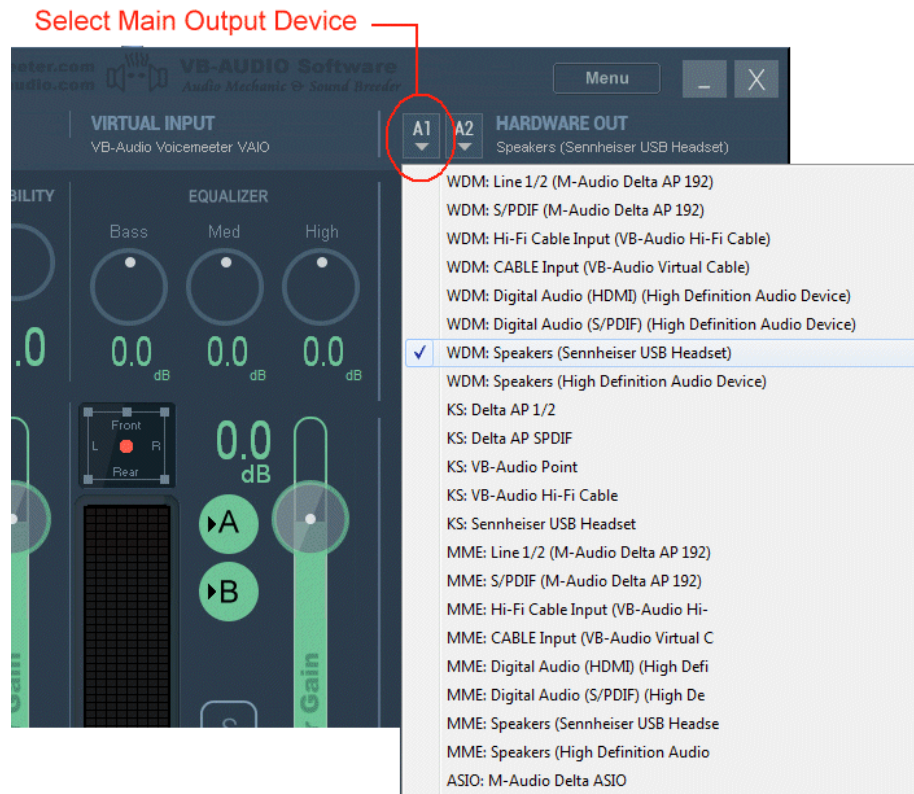 Select Main Output Device
VB-AUDIO Software
Audio Mechanic & Sound Breeder
Menu
_
X
VIRTUAL INPUT
VB-Audio Voicemeeter VAIO
A1
A2
HARDWARE OUT
Speakers (Sennheiser USB Headset)
EQUALIZER
Bass Med High
0.0 dB
0.0 dB
0.0 dB
Front
L R
Rear
0.0
dB
A
B
Gain
WDM: Line 1/2 (M-Audio Delta AP 192)
WDM: S/PDIF (M-Audio Delta AP 192)
WDM: Hi-Fi Cable Input (VB-Audio Hi-Fi Cable)
WDM: CABLE Input (VB-Audio Virtual Cable)
WDM: Digital Audio (HDMI) (High Definition Audio Device)
WDM: Digital Audio (S/PDIF) (High Definition Audio Device)
WDM: Speakers (Sennheiser USB Headset)
WDM: Speakers (High Definition Audio Device)
KS: Delta AP 1/2
KS: Delta AP SPDIF
KS: VB-Audio Point
KS: VB-Audio Hi-Fi Cable
KS: Sennheiser USB Headset
MME: Line 1/2 (M-Audio Delta AP 192)
MME: S/PDIF (M-Audio Delta AP 192)
MME: Hi-Fi Cable Input (VB-Audio Hi-
MME: CABLE Input (VB-Audio Virtual C
MME: Digital Audio (HDMI) (High Defi
MME: Digital Audio (S/PDIF) (High De
MME: Speakers (Sennheiser USB Headse
MME: Speakers (High Definition Audio
ASIO: M-Audio Delta ASIO